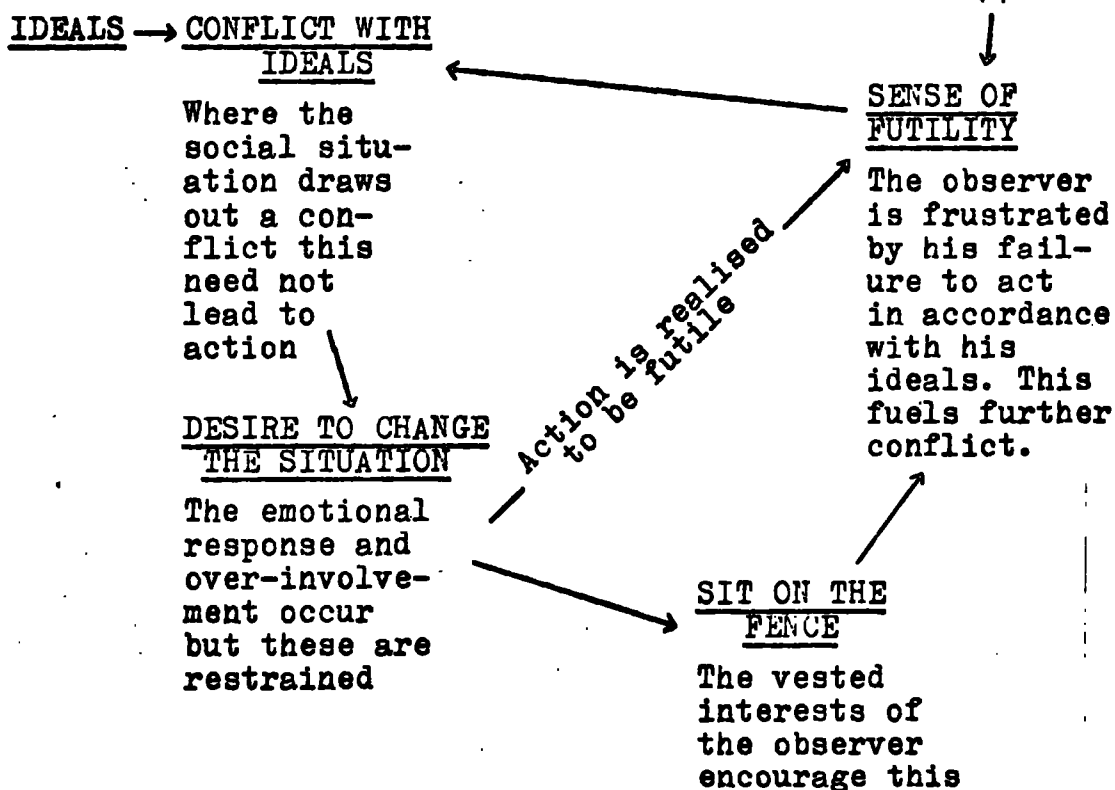 IDEALS → CONFLICT WITH
IDEALS
Where the
social situ-
ation draws
out a con-
flict this
need not
lead to
action
DESIRE TO CHANGE
THE SITUATION
The emotional
response and
over-involve-
ment occur
but these are
restrained
Action is realised
to be futile
SENSE OF
FUTILITY
The observer
is frustrated
by his fail-
ure to act
in accordance
with his
ideals. This
fuels further
conflict.
SIT ON THE
FENCE
The vested
interests of
the observer
encourage this